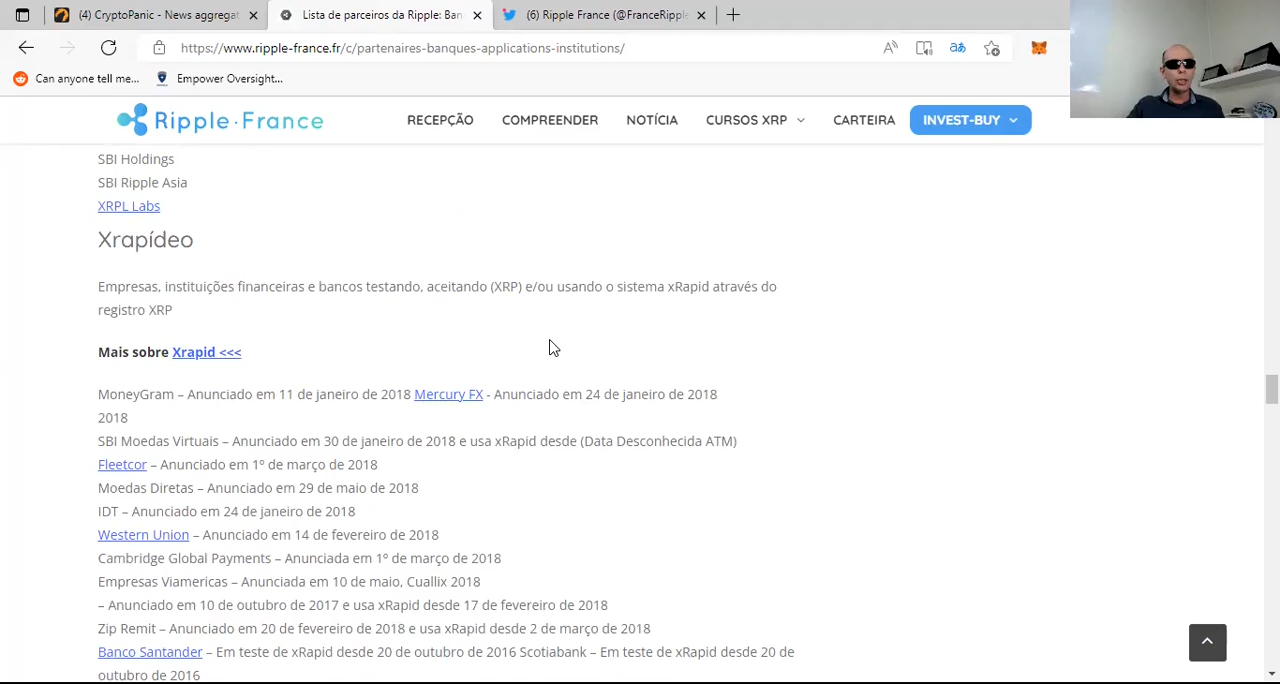 (4) CryptoPanic - News aggregat
Lista de parceiros da Ripple: Ban
(6) Ripple France (@FranceRipple
https://www.ripple-france.fr/c/partenaires-banques-applications-institutions/
Can anyone tell me...
Empower Oversight...
Ripple·France
RECEPÇÃO
COMPREENDER
NOTÍCIA
CURSOS XRP
CARTEIRA
INVEST-BUY
SBI Holdings
SBI Ripple Asia
XRPL Labs
Xrapídeo
Empresas, instituições financeiras e bancos testando, aceitando (XRP) e/ou usando o sistema xRapid através do
registro XRP
Mais sobre Xrapid <<<
MoneyGram – Anunciado em 11 de janeiro de 2018 Mercury FX - Anunciado em 24 de janeiro de 2018
2018
SBI Moedas Virtuais – Anunciado em 30 de janeiro de 2018 e usa xRapid desde (Data Desconhecida ATM)
Fleetcor – Anunciado em 1º de março de 2018
Moedas Diretas – Anunciado em 29 de maio de 2018
IDT – Anunciado em 24 de janeiro de 2018
Western Union – Anunciado em 14 de fevereiro de 2018
Cambridge Global Payments – Anunciada em 1º de março de 2018
Empresas Viamericas – Anunciada em 10 de maio, Cuallix 2018
– Anunciado em 10 de outubro de 2017 e usa xRapid desde 17 de fevereiro de 2018
Zip Remit – Anunciado em 20 de fevereiro de 2018 e usa xRapid desde 2 de março de 2018
Banco Santander – Em teste de xRapid desde 20 de outubro de 2016 Scotiabank – Em teste de xRapid desde 20 de
outubro de 2016